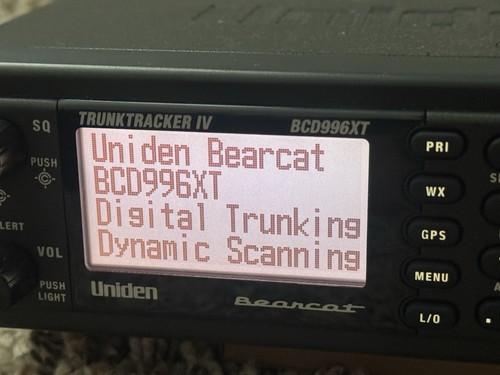 TRUNKTRACKER IV
BCD996XT
SQ
PUSH
VOL
PUSH
LIGHT
Uniden Bearcat
BCD996XT
Digital Trunking
Dynamic Scanning
Uniden
Bearcat
PRI
WX
GPS
MENU
L/O